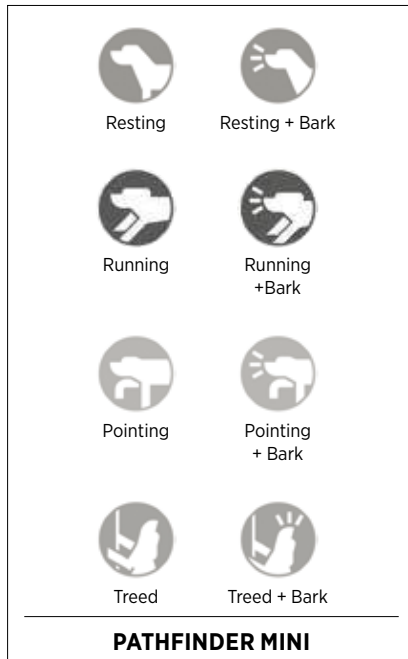 Resting
Resting + Bark
Running
Running
+Bark
Pointing
Pointing
+ Bark
Treed
Treed + Bark
PATHFINDER MINI